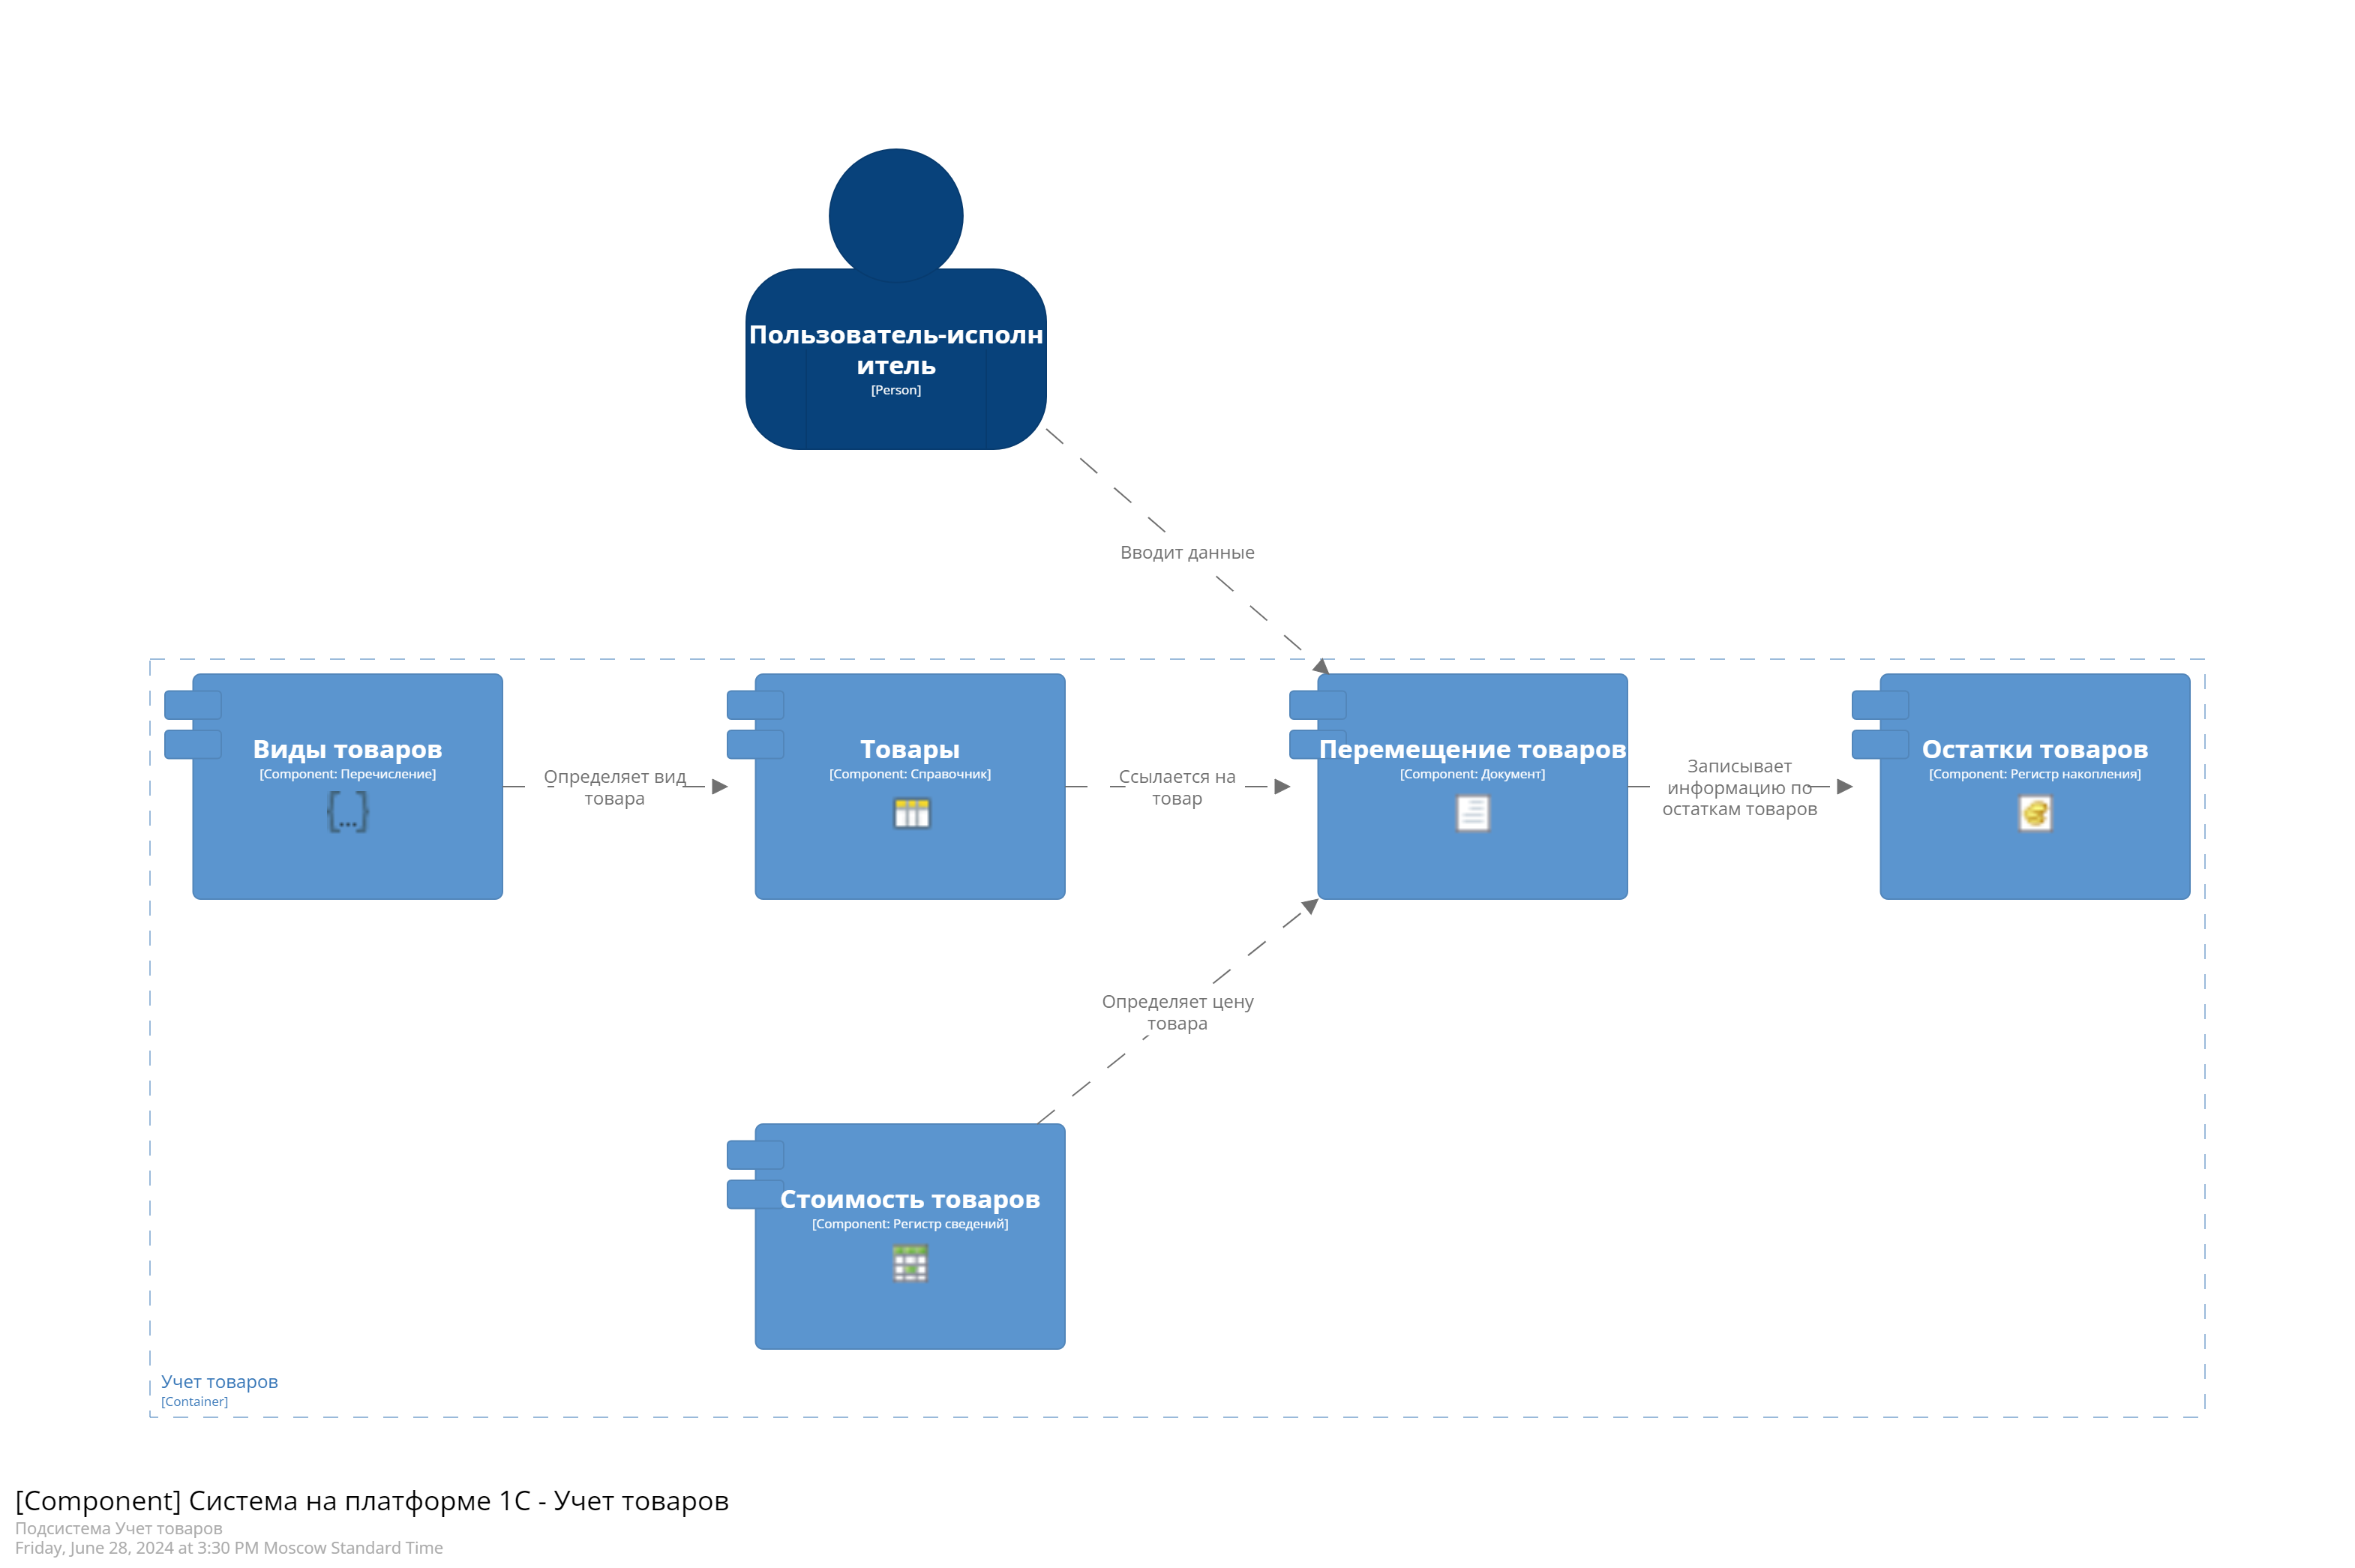 Пользователь-исполн
итель
[Person]
Вводит данные
Виды товаров
[Component: Перечисление]
{...}
Определяет вид
товара
Товары
[Component: Справочник]
Ссылается на
товар
Перемещение товаров
[Component: Документ]
Записывает
информацию по
остаткам товаров
Остатки товаров
[Component: Регистр накопления]
Определяет цену
товара
Стоимость товаров
[Component: Регистр сведений]
Учет товаров
[Container]
[Component] Система на платформе 1С - Учет товаров
Подсистема Учет товаров
Friday, June 28, 2024 at 3:30 PM Moscow Standard Time